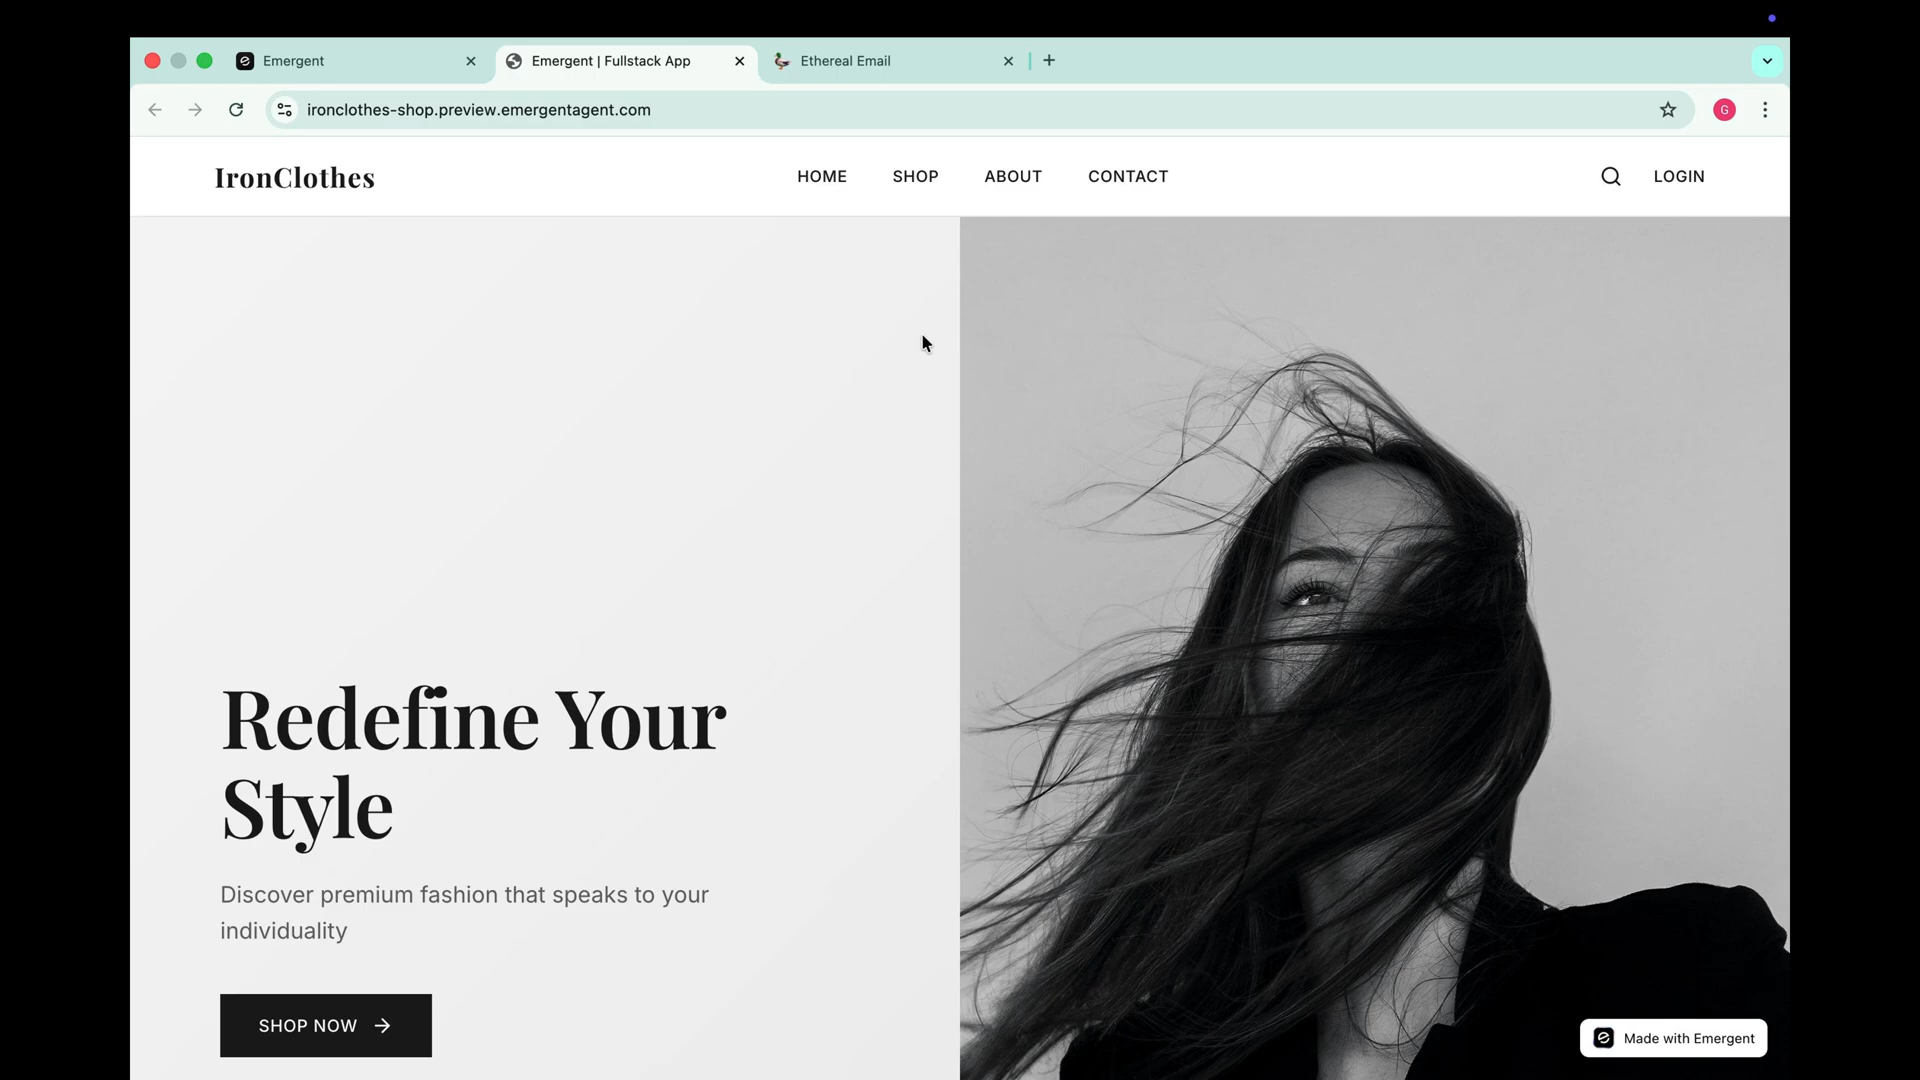 Emergent
Emergent | Fullstack App
Ethereal Email
ironclothes-shop.preview.emergentagent.com
G
IronClothes
HOME
SHOP
ABOUT
CONTACT
LOGIN
Redefine Your
Style
Discover premium fashion that speaks to your
individuality
SHOP NOW
Made with Emergent